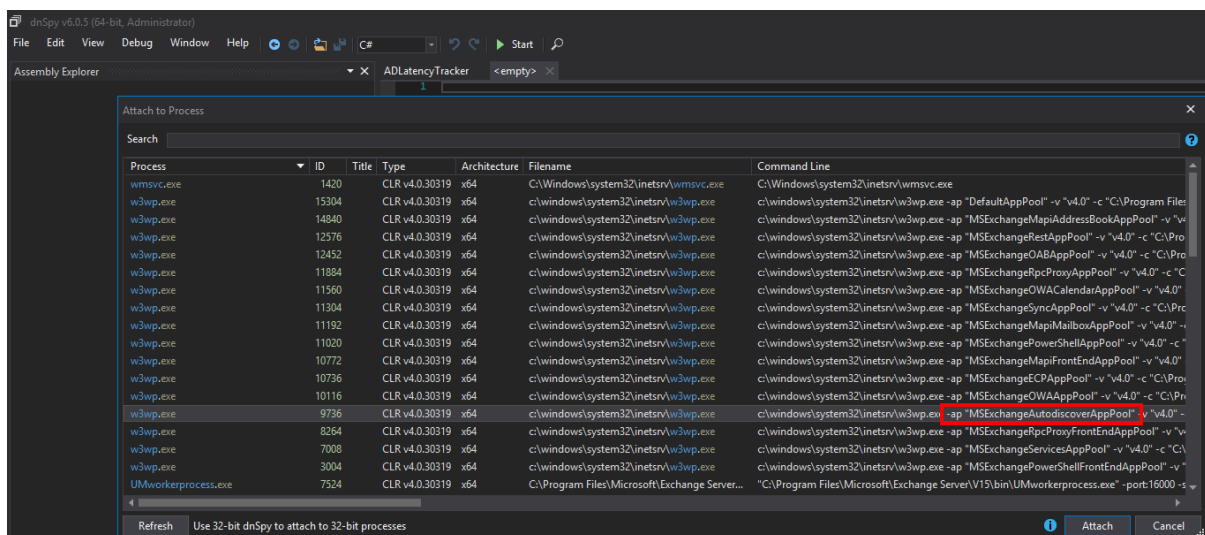 dnSpy v6.0.5 (64-bit, Administrator)
File Edit View Debug Window Help C# Start
Assembly Explorer ADLatencyTracker <empty>
1
Attach to Process
Search
Process ID Title Type Architecture Filename Command Line
wmsvc.exe 1420 CLR v4.0.30319 x64 C:\Windows\system32\inetsrv\wmsvc.exe C:\Windows\system32\inetsrv\wmsvc.exe
w3wp.exe 15304 CLR v4.0.30319 x64 c:\windows\system32\inetsrv\w3wp.exe c:\windows\system32\inetsrv\w3wp.exe -ap "DefaultAppPool" -v "v4.0" -c "C:\Program Files
w3wp.exe 14840 CLR v4.0.30319 x64 c:\windows\system32\inetsrv\w3wp.exe c:\windows\system32\inetsrv\w3wp.exe -ap "MSExchangeMapiAddressBookAppPool" -v "v4
w3wp.exe 12576 CLR v4.0.30319 x64 c:\windows\system32\inetsrv\w3wp.exe c:\windows\system32\inetsrv\w3wp.exe -ap "MSExchangeRestAppPool" -v "v4.0" -c "C:\Pro
w3wp.exe 12452 CLR v4.0.30319 x64 c:\windows\system32\inetsrv\w3wp.exe c:\windows\system32\inetsrv\w3wp.exe -ap "MSExchangeOABAppPool" -v "v4.0" -c "C:\Pro
w3wp.exe 11884 CLR v4.0.30319 x64 c:\windows\system32\inetsrv\w3wp.exe c:\windows\system32\inetsrv\w3wp.exe -ap "MSExchangeRpcProxyAppPool" -v "v4.0" -c "C
w3wp.exe 11560 CLR v4.0.30319 x64 c:\windows\system32\inetsrv\w3wp.exe c:\windows\system32\inetsrv\w3wp.exe -ap "MSExchangeOWACalendarAppPool" -v "v4.0"
w3wp.exe 11304 CLR v4.0.30319 x64 c:\windows\system32\inetsrv\w3wp.exe c:\windows\system32\inetsrv\w3wp.exe -ap "MSExchangeSyncAppPool" -v "v4.0" -c "C:\Prc
w3wp.exe 11192 CLR v4.0.30319 x64 c:\windows\system32\inetsrv\w3wp.exe c:\windows\system32\inetsrv\w3wp.exe -ap "MSExchangeMapiMailboxAppPool" -v "v4.0" -
w3wp.exe 11020 CLR v4.0.30319 x64 c:\windows\system32\inetsrv\w3wp.exe c:\windows\system32\inetsrv\w3wp.exe -ap "MSExchangePowerShellAppPool" -v "v4.0" -c "
w3wp.exe 10772 CLR v4.0.30319 x64 c:\windows\system32\inetsrv\w3wp.exe c:\windows\system32\inetsrv\w3wp.exe -ap "MSExchangeMapiFrontEndAppPool" -v "v4.0"
w3wp.exe 10736 CLR v4.0.30319 x64 c:\windows\system32\inetsrv\w3wp.exe c:\windows\system32\inetsrv\w3wp.exe -ap "MSExchangeECPAppPool" -v "v4.0" -c "C:\Pro
w3wp.exe 10116 CLR v4.0.30319 x64 c:\windows\system32\inetsrv\w3wp.exe c:\windows\system32\inetsrv\w3wp.exe -ap "MSExchangeOWAAppPool" -v "v4.0" -c "C:\Pr
w3wp.exe 9736 CLR v4.0.30319 x64 c:\windows\system32\inetsrv\w3wp.exe c:\windows\system32\inetsrv\w3wp.exe -ap "MSExchangeAutodiscoverAppPool" -v "v4.0" -
w3wp.exe 8264 CLR v4.0.30319 x64 c:\windows\system32\inetsrv\w3wp.exe c:\windows\system32\inetsrv\w3wp.exe -ap "MSExchangeRpcProxyFrontEndAppPool" -v "v4
w3wp.exe 7008 CLR v4.0.30319 x64 c:\windows\system32\inetsrv\w3wp.exe c:\windows\system32\inetsrv\w3wp.exe -ap "MSExchangeServicesAppPool" -v "v4.0" -c "C:\
w3wp.exe 3004 CLR v4.0.30319 x64 c:\windows\system32\inetsrv\w3wp.exe c:\windows\system32\inetsrv\w3wp.exe -ap "MSExchangePowerShellFrontEndAppPool" -v "
UMworkerprocess.exe 7524 CLR v4.0.30319 x64 C:\Program Files\Microsoft\Exchange Server... "C:\Program Files\Microsoft\Exchange Server\V15\bin\UMworkerprocess.exe" -port:16000 -s
Refresh Use 32-bit dnSpy to attach to 32-bit processes Attach Cancel